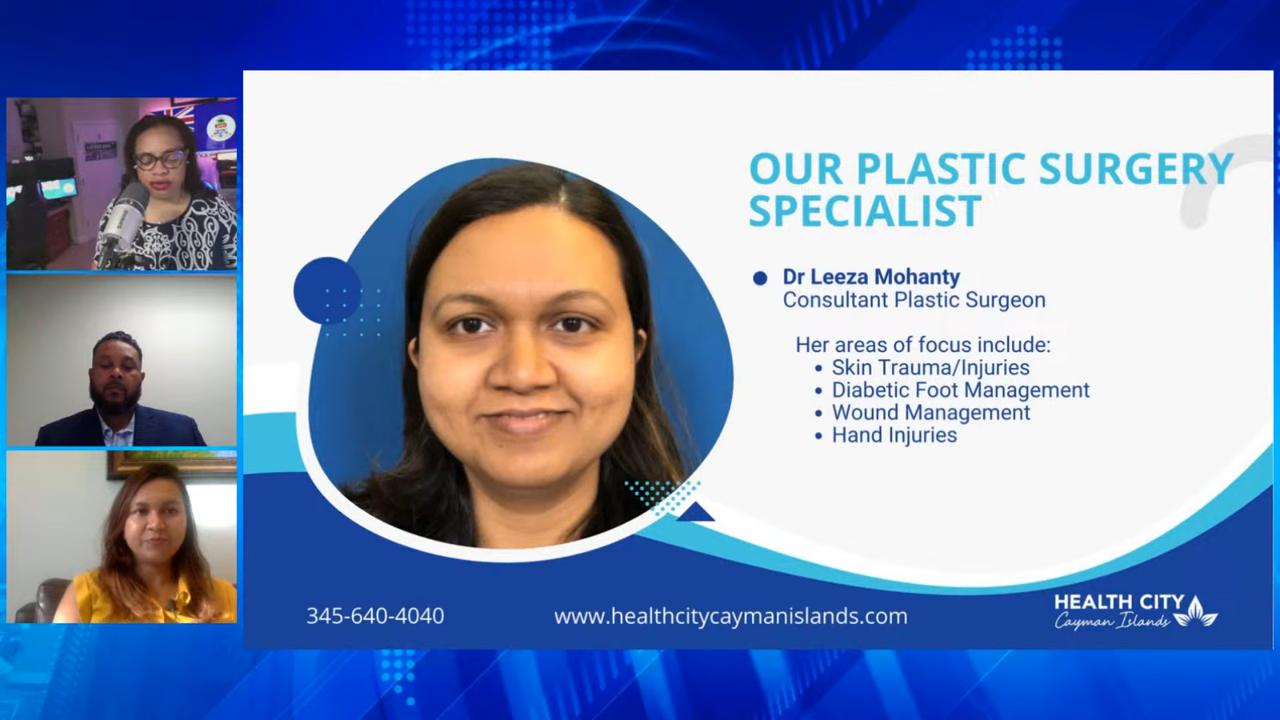 OUR PLASTIC SURGERY
SPECIALIST
Dr Leeza Mohanty
Consultant Plastic Surgeon
Her areas of focus include:
Skin Trauma/Injuries
Diabetic Foot Management
Wound Management
Hand Injuries
345-640-4040
www.healthcitycaymanislands.com
HEALTH CITY
Cayman Islands